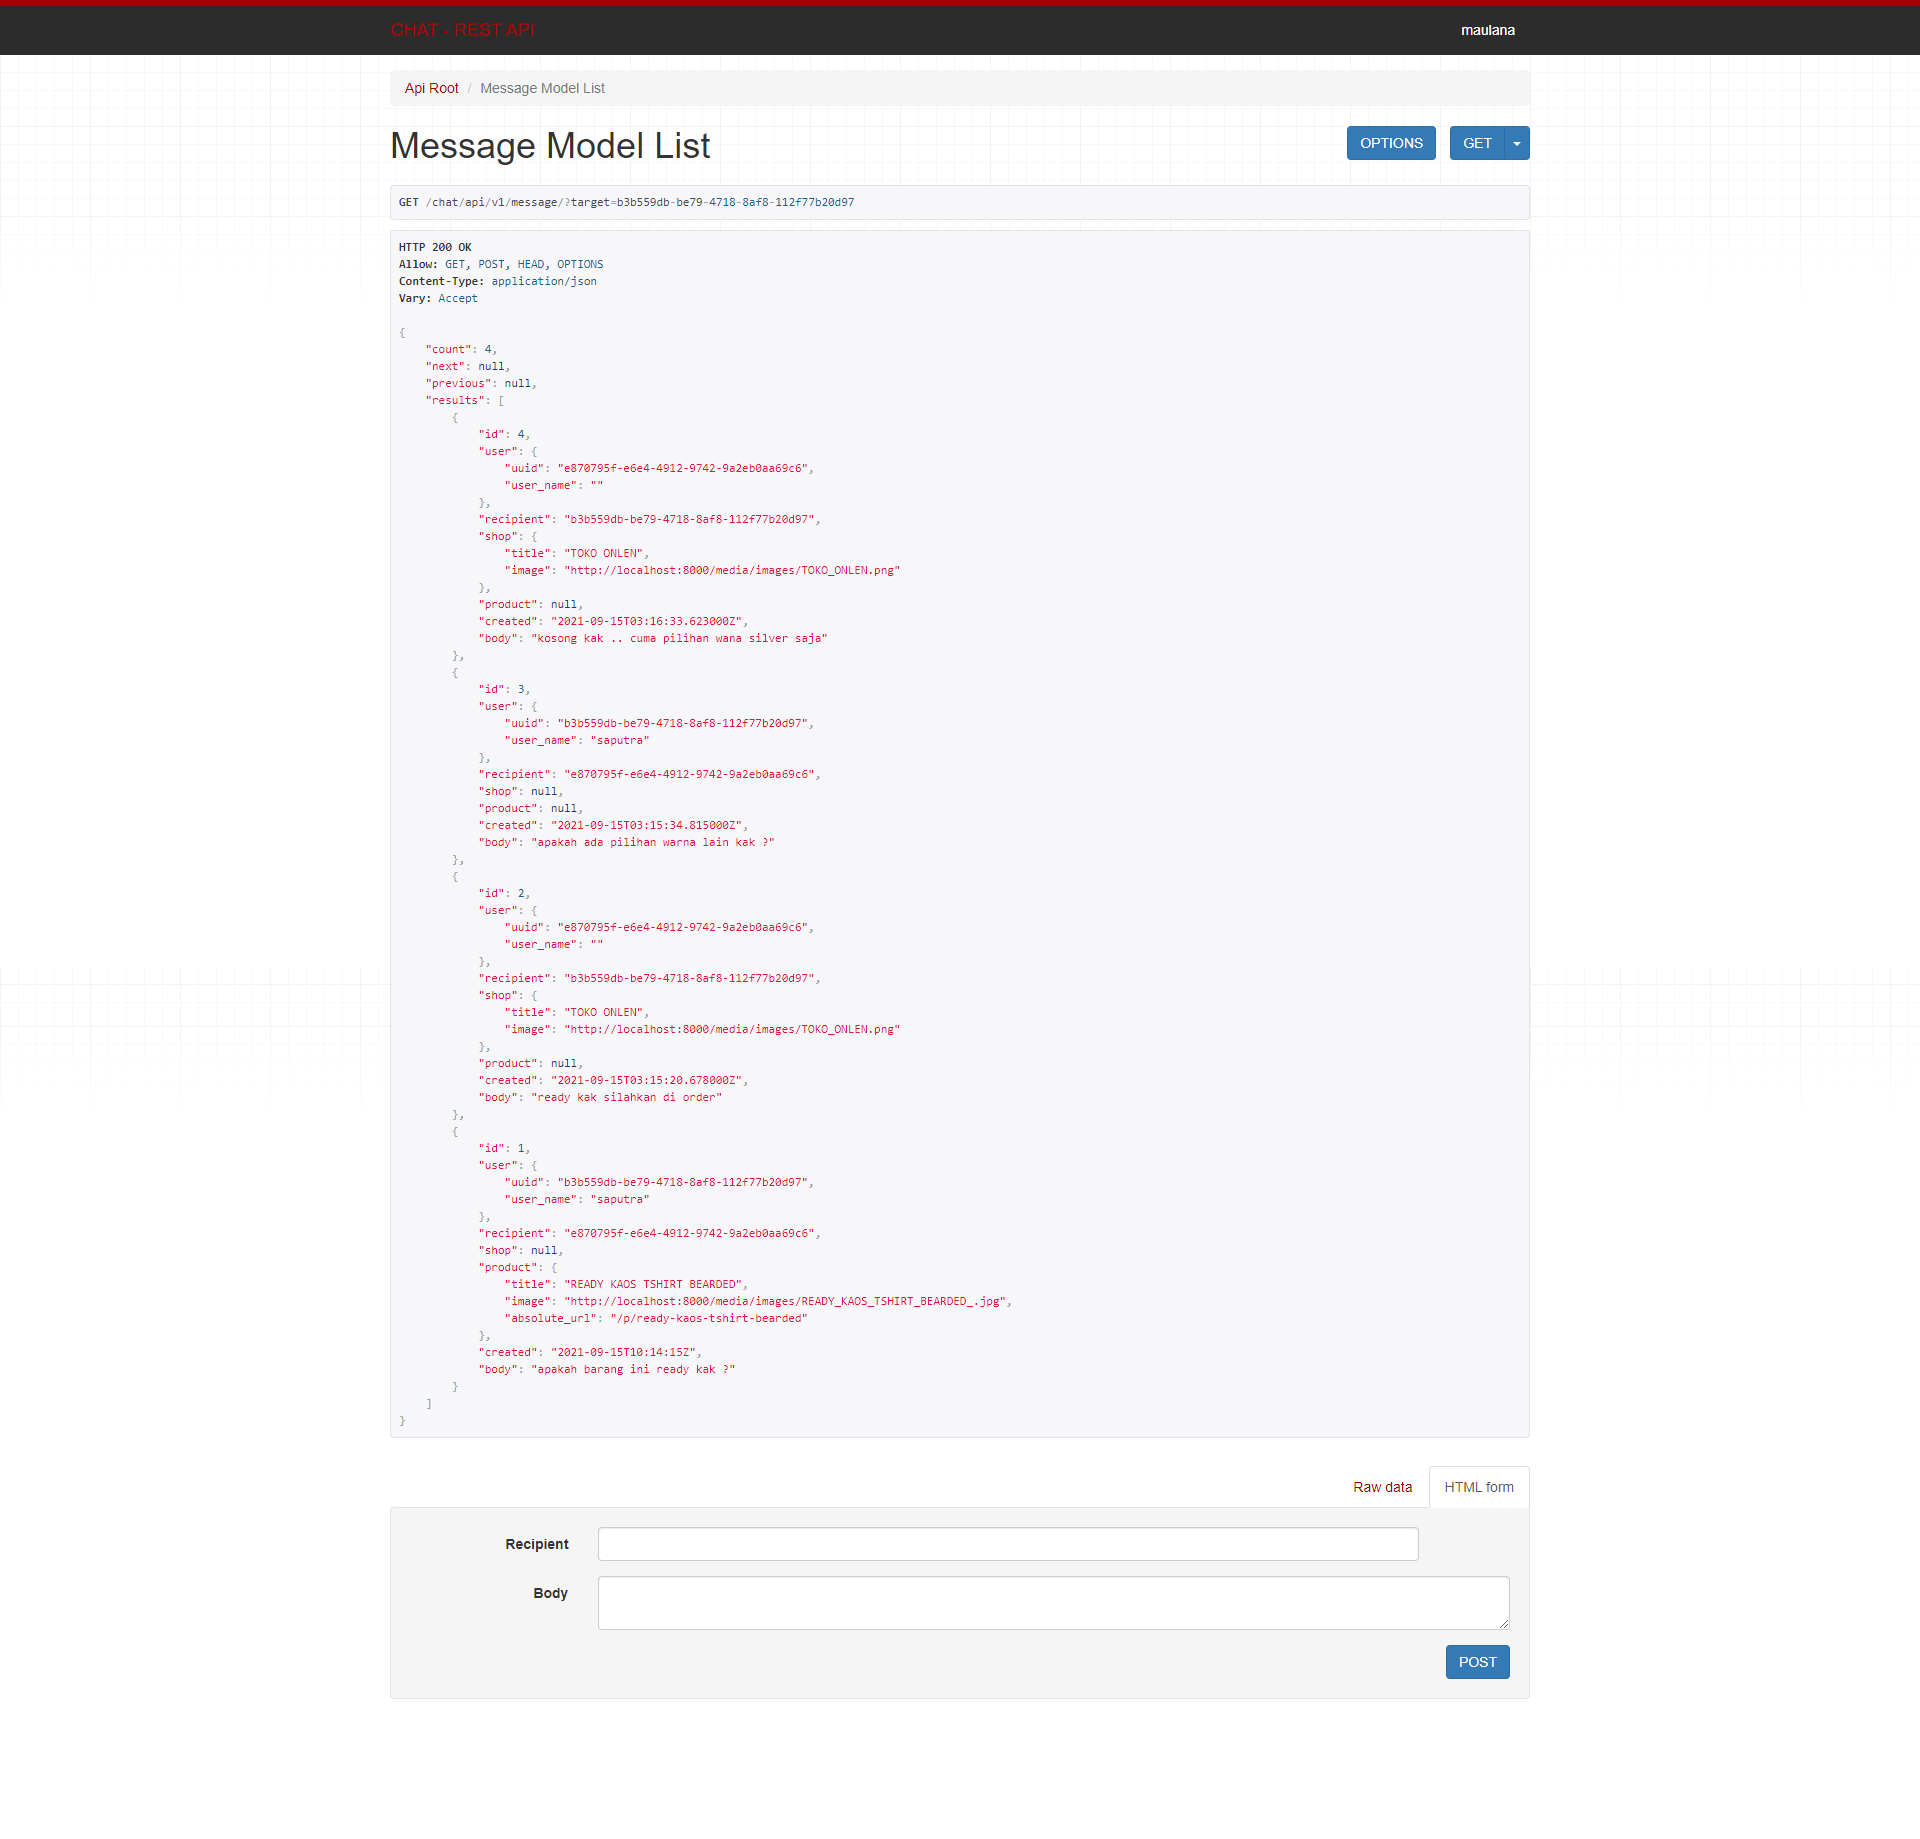 CHAT - REST API
maulana
Api Root / Message Model List
Message Model List
OPTIONS
GET
GET /chat/api/v1/message/?target=b3b559db-be79-4718-8af8-112f77b20d97
HTTP 200 OK
Allow: GET, POST, HEAD, OPTIONS
Content-Type: application/json
Vary: Accept
{
    "count": 4,
    "next": null,
    "previous": null,
    "results": [
        {
            "id": 4,
            "user": {
                "uuid": "e870795f-e6e4-4912-9742-9a2eb0aa69c6",
                "user_name": ""
            },
            "recipient": "b3b559db-be79-4718-8af8-112f77b20d97",
            "shop": {
                "title": "TOKO ONLEN",
                "image": "http://localhost:8000/media/images/TOKO_ONLEN.png"
            },
            "product": null,
            "created": "2021-09-15T03:16:33.623000Z",
            "body": "kosong kak .. cuma pilihan wana silver saja"
        },
        {
            "id": 3,
            "user": {
                "uuid": "b3b559db-be79-4718-8af8-112f77b20d97",
                "user_name": "saputra"
            },
            "recipient": "e870795f-e6e4-4912-9742-9a2eb0aa69c6",
            "shop": null,
            "product": null,
            "created": "2021-09-15T03:15:34.815000Z",
            "body": "apakah ada pilihan warna lain kak ?"
        },
        {
            "id": 2,
            "user": {
                "uuid": "e870795f-e6e4-4912-9742-9a2eb0aa69c6",
                "user_name": ""
            },
            "recipient": "b3b559db-be79-4718-8af8-112f77b20d97",
            "shop": {
                "title": "TOKO ONLEN",
                "image": "http://localhost:8000/media/images/TOKO_ONLEN.png"
            },
            "product": null,
            "created": "2021-09-15T03:15:20.678000Z",
            "body": "ready kak silahkan di order"
        },
        {
            "id": 1,
            "user": {
                "uuid": "b3b559db-be79-4718-8af8-112f77b20d97",
                "user_name": "saputra"
            },
            "recipient": "e870795f-e6e4-4912-9742-9a2eb0aa69c6",
            "shop": null,
            "product": {
                "title": "READY KAOS TSHIRT BEARDED",
                "image": "http://localhost:8000/media/images/READY_KAOS_TSHIRT_BEARDED_.jpg",
                "absolute_url": "/p/ready-kaos-tshirt-bearded"
            },
            "created": "2021-09-15T10:14:15Z",
            "body": "apakah barang ini ready kak ?"
        }
    ]
}
Raw data
HTML form
Recipient
Body
POST